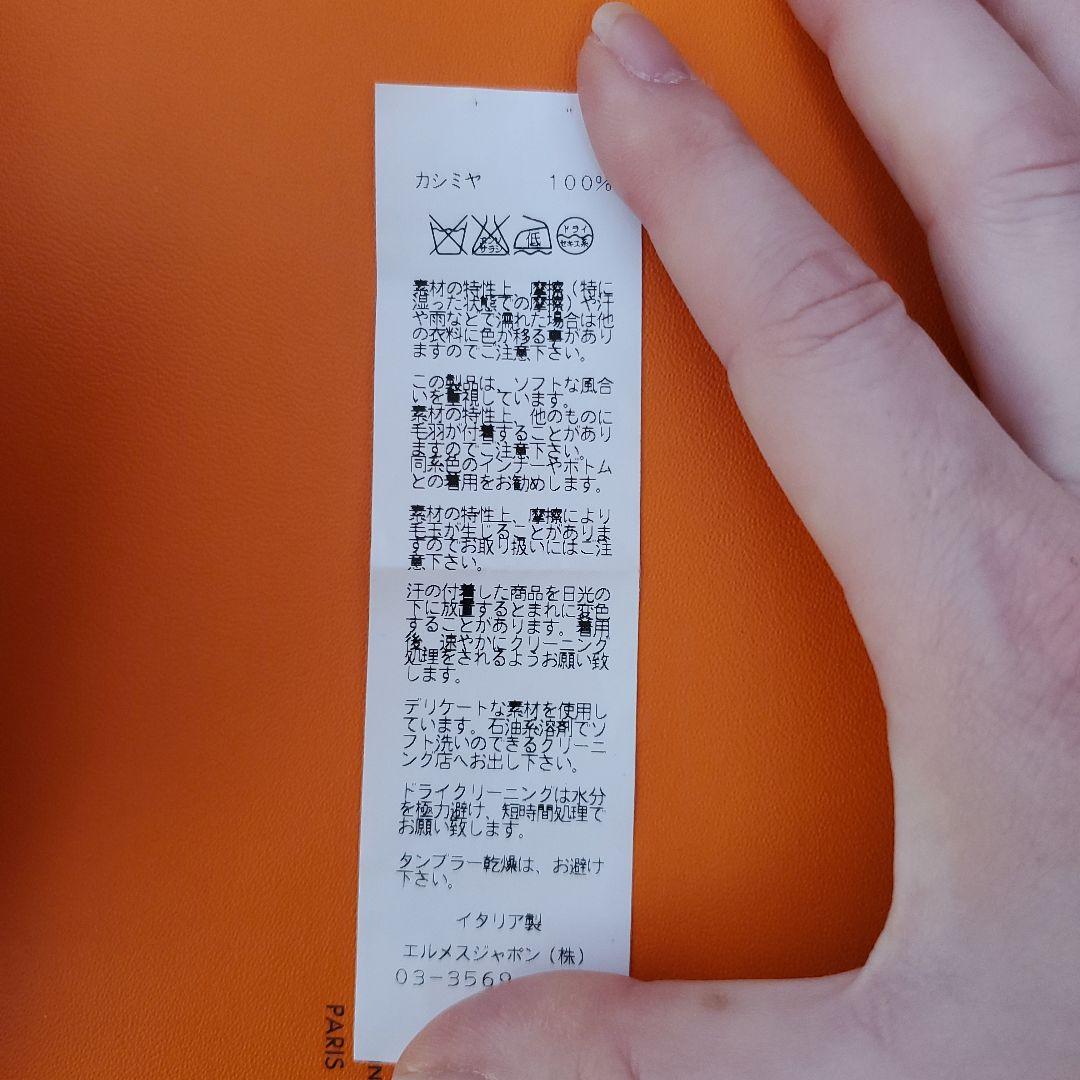 カシミヤ 100%
エンソ
サラシ
低
ドライ
セキユ系
素材の特性上、摩擦(特に
湿った状態での摩擦)や汗
や雨などで濡れた場合は他
の衣料に色が移る事があり
ますのでご注意下さい。
この製品は、ソフトな風合
いを重視しています。
素材の特性上、他のものに
毛羽が付着することがあり
ますのでご注意下さい。
同系色のインナーやボトム
との着用をお勧めします。
素材の特性上、摩擦により
毛玉が生じることがありま
すのでお取り扱いにはご注
意下さい。
汗の付着した商品を日光の
下に放置するとまれに変色
することがあります。着用
後、速やかにクリーニング
処理をされるようお願い致
します。
デリケートな素材を使用し
ています。石油系溶剤でソ
フト洗いのできるクリーニ
ング店へお出し下さい。
ドライクリーニングは水分
を極力避け、短時間処理で
お願い致します。
タンブラー乾燥は、お避け
下さい。
イタリア製
エルメスジャポン(株)
03-3569
PARIS